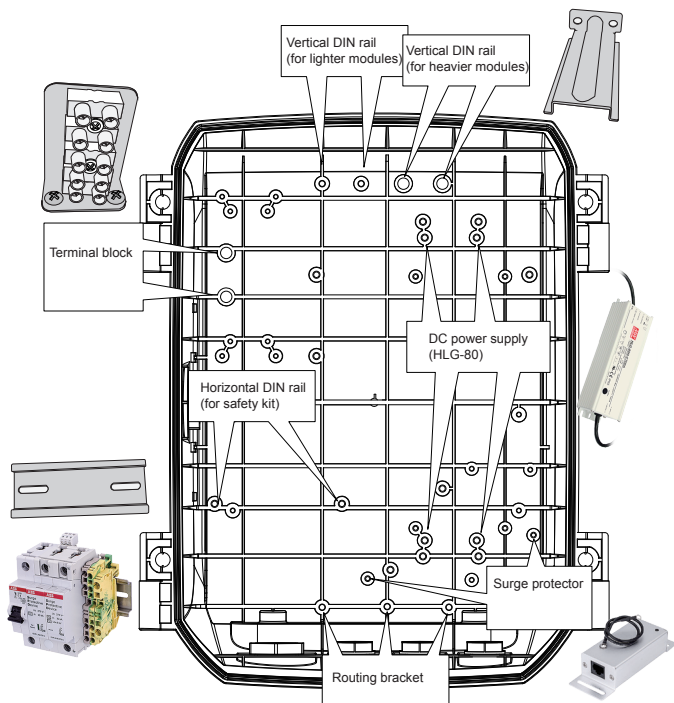 Vertical DIN rail
(for lighter modules)
Vertical DIN rail
(for heavier modules)
Terminal block
DC power supply
(HLG-80)
Horizontal DIN rail
(for safety kit)
Surge protector
Routing bracket